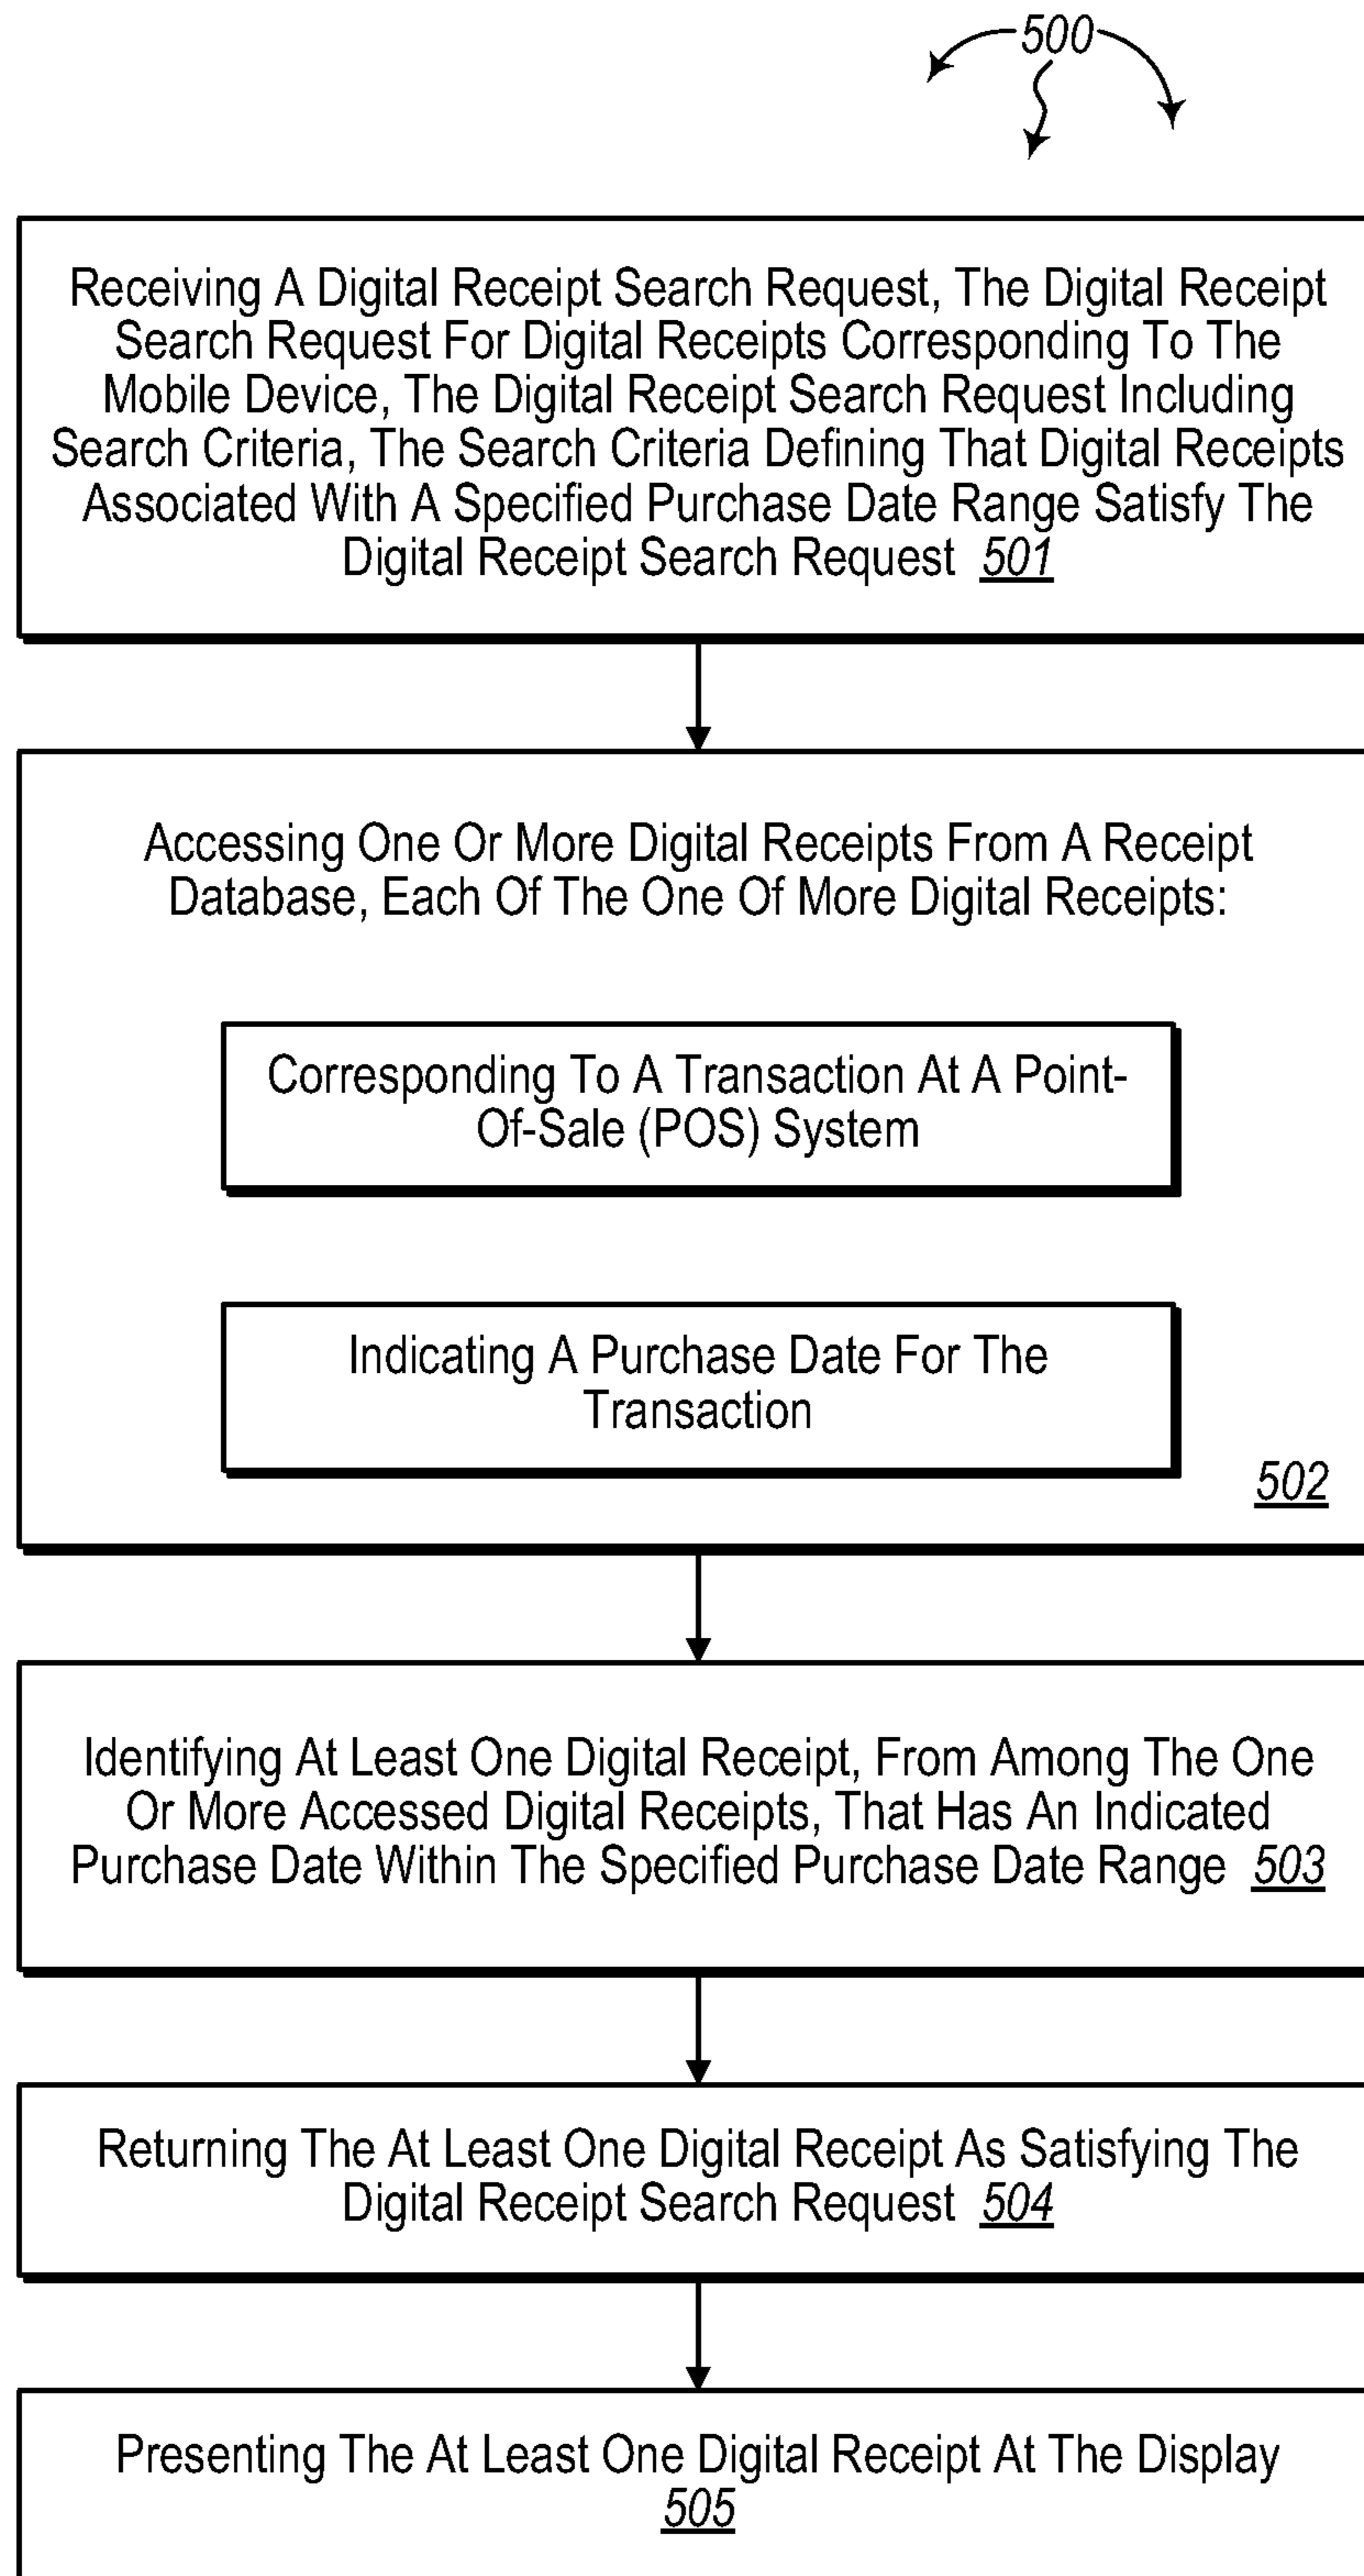 500
Receiving A Digital Receipt Search Request, The Digital Receipt
Search Request For Digital Receipts Corresponding To The
Mobile Device, The Digital Receipt Search Request Including
Search Criteria, The Search Criteria Defining That Digital Receipts
Associated With A Specified Purchase Date Range Satisfy The
Digital Receipt Search Request 501
Accessing One Or More Digital Receipts From A Receipt
Database, Each Of The One Of More Digital Receipts:
Corresponding To A Transaction At A Point-
Of-Sale (POS) System
Indicating A Purchase Date For The
Transaction
502
Identifying At Least One Digital Receipt, From Among The One
Or More Accessed Digital Receipts, That Has An Indicated
Purchase Date Within The Specified Purchase Date Range 503
Returning The At Least One Digital Receipt As Satisfying The
Digital Receipt Search Request 504
Presenting The At Least One Digital Receipt At The Display
505